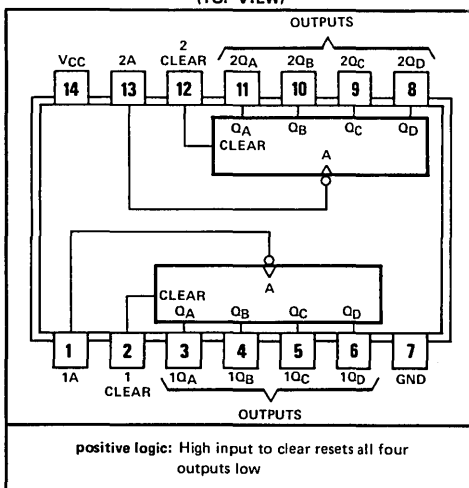 (TOP VIEW)
OUTPUTS
VCC 2A 2 CLEAR 2QA 2QB 2QC 2QD
14 13 12 11 10 9 8
QA QB QC QD
CLEAR
A
A
CLEAR
QA QB QC QD
1 2 3 4 5 6 7
1A 1 CLEAR 1QA 1QB 1QC 1QD GND
OUTPUTS
positive logic: High input to clear resets all four
outputs low